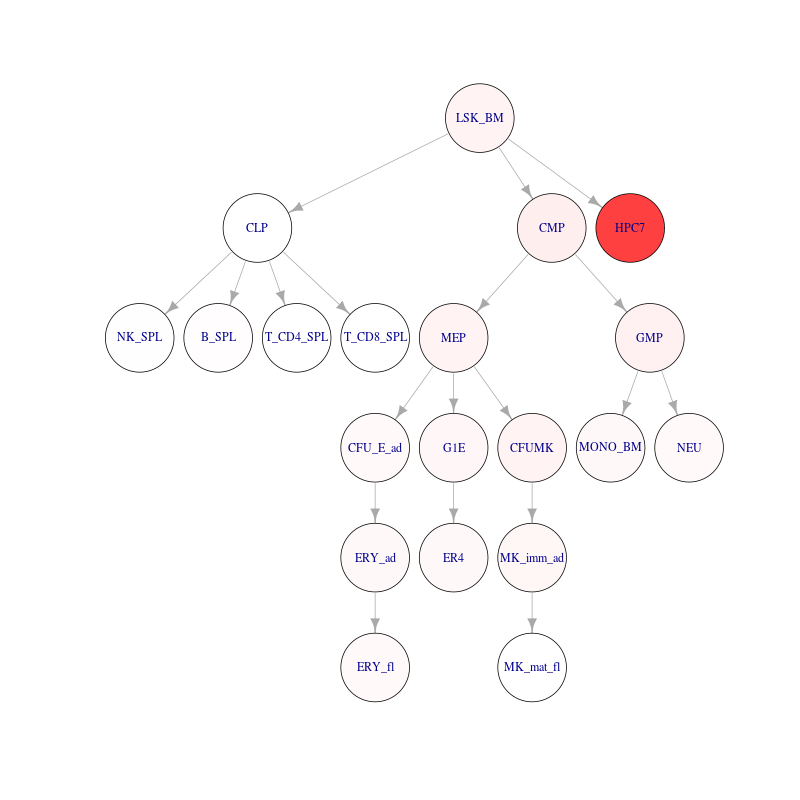 LSK_BM
CLP
CMP
HPC7
NK_SPL
B_SPL
T_CD4_SPL
T_CD8_SPL
MEP
GMP
CFU_E_ad
G1E
CFUMK
MONO_BM
NEU
ERY_ad
ER4
MK_imm_ad
ERY_fl
MK_mat_fl